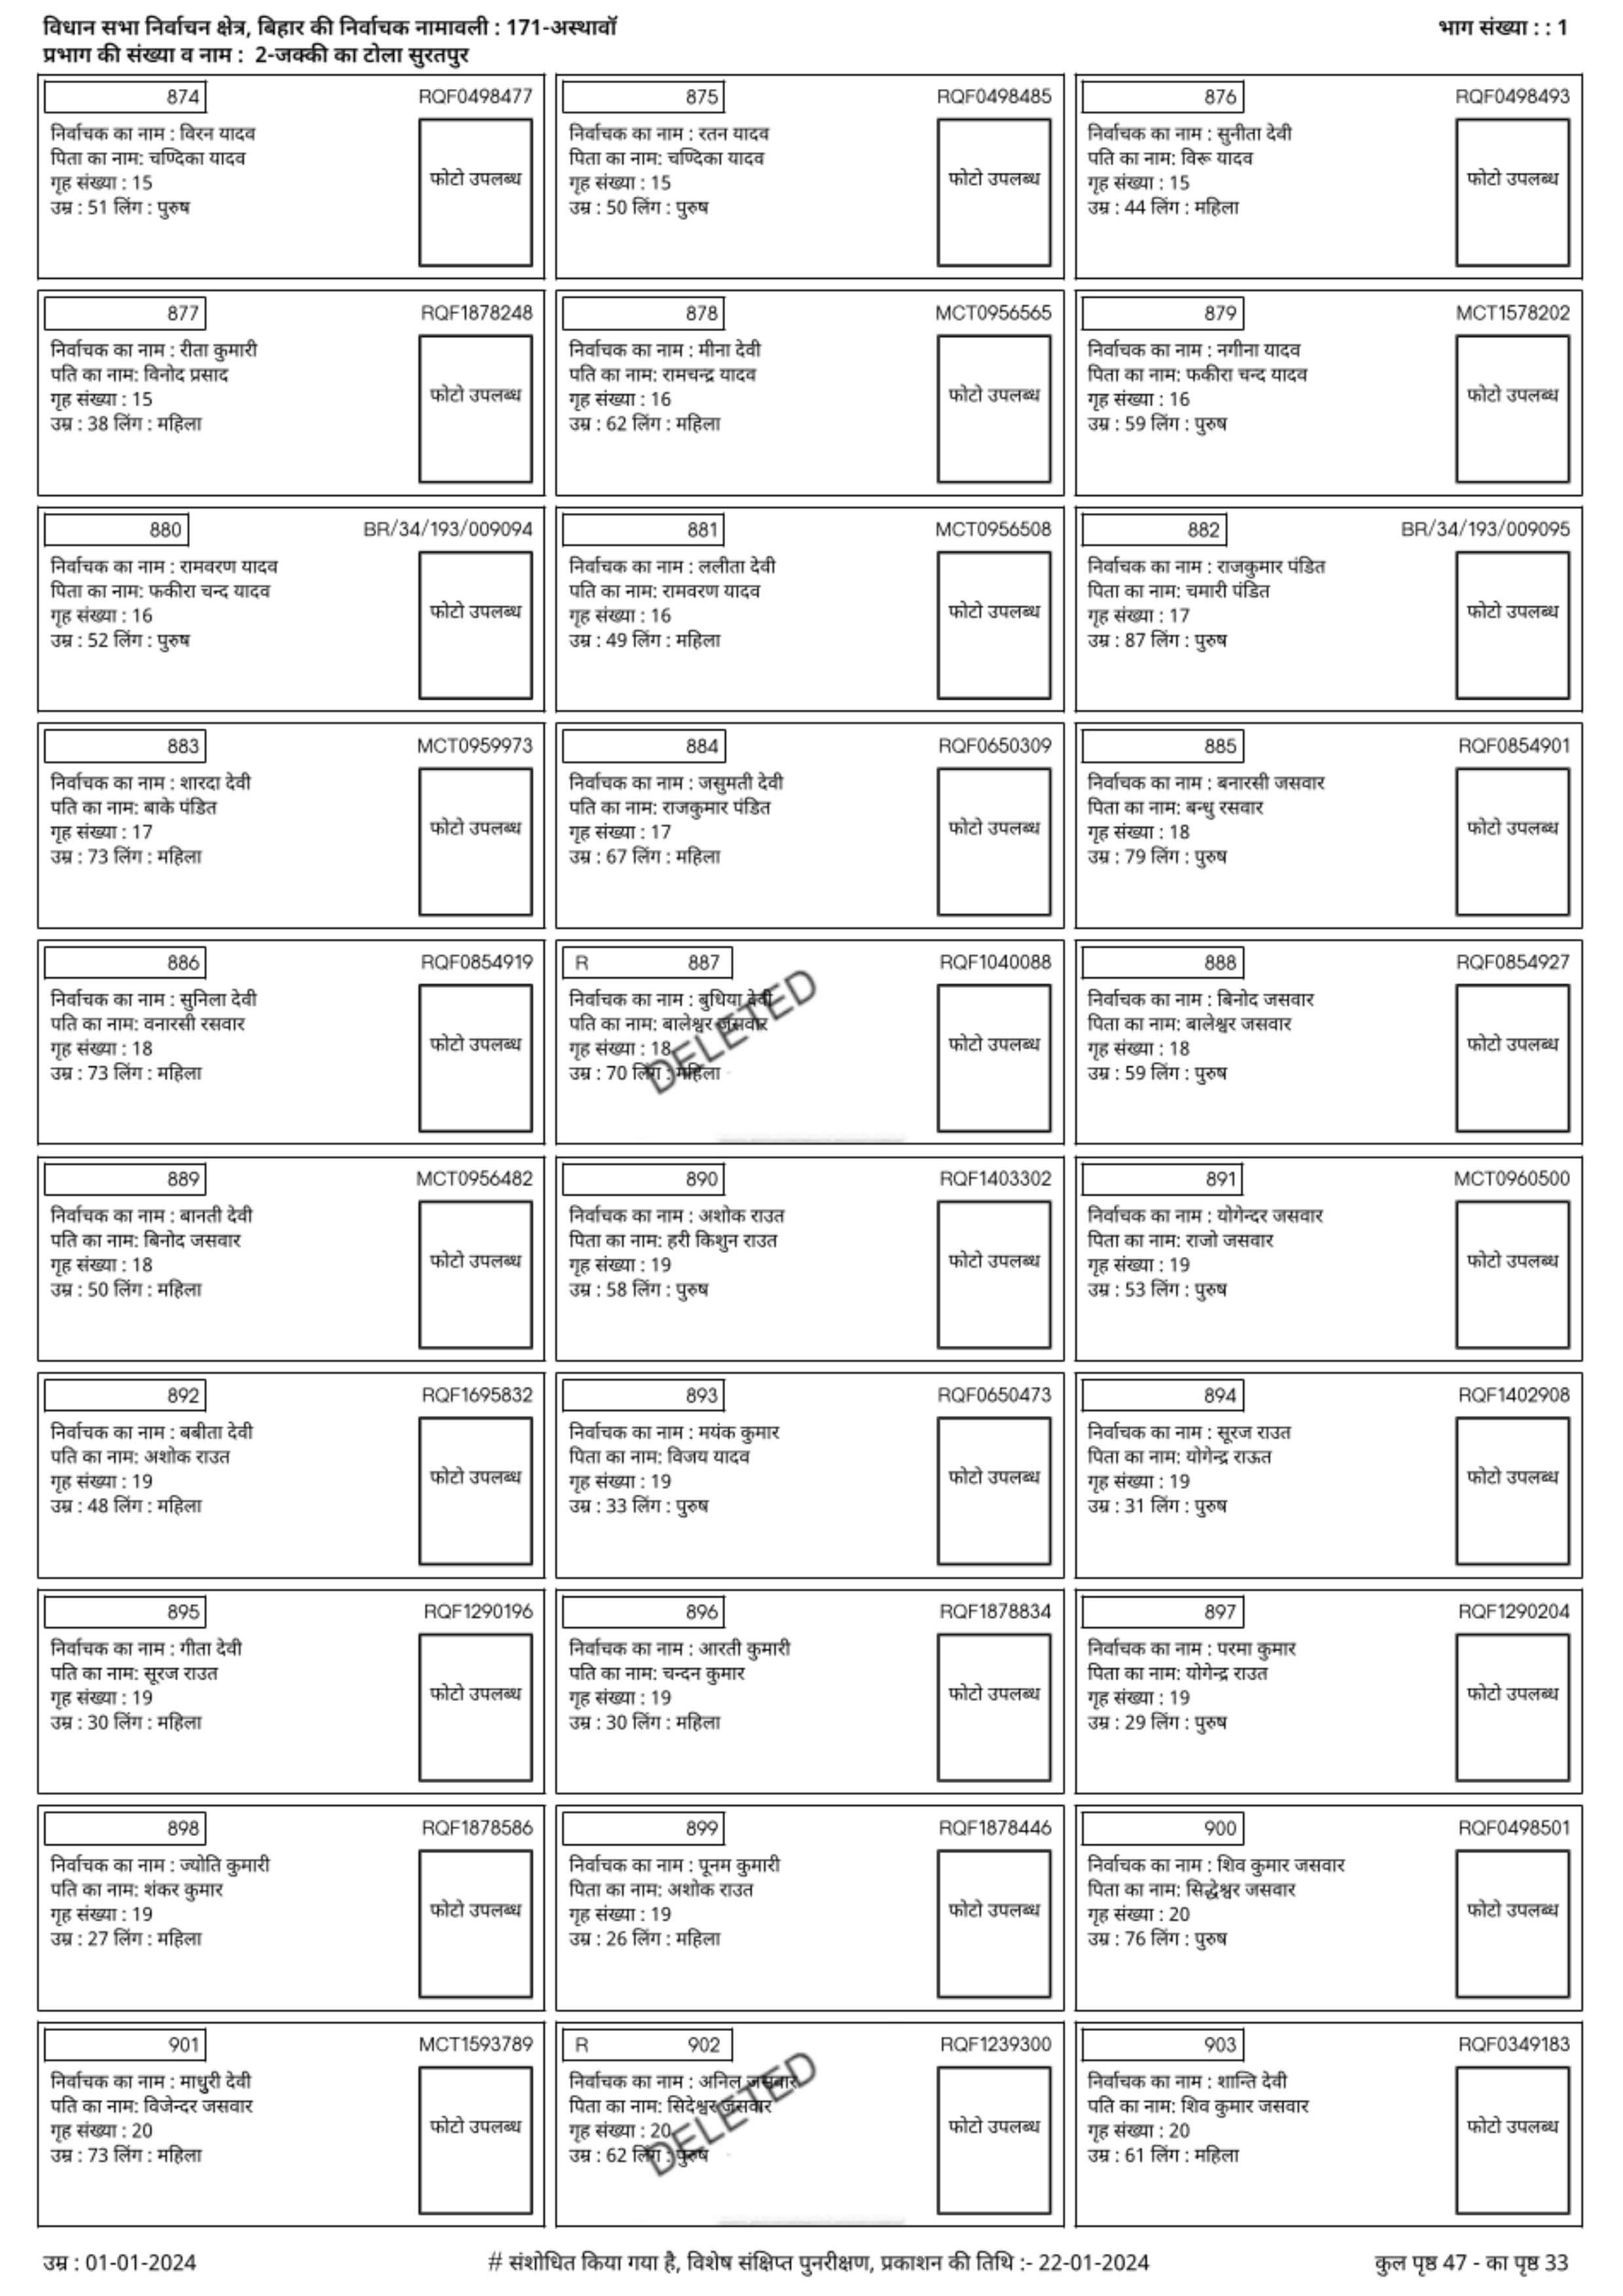 विधान सभा निर्वाचन क्षेत्र, बिहार की निर्वाचक नामावली : 171-अस्थावॉ
भाग संख्या : : 1
प्रभाग की संख्या व नाम : 2-जक्की का टोला सुरतपुर
874
RQF0498477
निर्वाचक का नाम : विरन यादव
पिता का नाम: चण्दिका यादव
गृह संख्या : 15
उम्र : 51 लिंग : पुरुष
फोटो उपलब्ध
875
RQF0498485
निर्वाचक का नाम : रतन यादव
पिता का नाम: चण्दिका यादव
गृह संख्या : 15
उम्र : 50 लिंग : पुरुष
फोटो उपलब्ध
876
RQF0498493
निर्वाचक का नाम : सुनीता देवी
पति का नाम: विरू यादव
गृह संख्या : 15
उम्र : 44 लिंग : महिला
फोटो उपलब्ध
877
RQF1878248
निर्वाचक का नाम : रीता कुमारी
पति का नाम: विनोद प्रसाद
गृह संख्या : 15
उम्र : 38 लिंग : महिला
फोटो उपलब्ध
878
MCT0956565
निर्वाचक का नाम : मीना देवी
पति का नाम: रामचन्द्र यादव
गृह संख्या : 16
उम्र : 62 लिंग : महिला
फोटो उपलब्ध
879
MCT1578202
निर्वाचक का नाम : नगीना यादव
पिता का नाम: फकीरा चन्द यादव
गृह संख्या : 16
उम्र : 59 लिंग : पुरुष
फोटो उपलब्ध
880
BR/34/193/009094
निर्वाचक का नाम : रामवरण यादव
पिता का नाम: फकीरा चन्द यादव
गृह संख्या : 16
उम्र : 52 लिंग : पुरुष
फोटो उपलब्ध
881
MCT0956508
निर्वाचक का नाम : ललीता देवी
पति का नाम: रामवरण यादव
गृह संख्या : 16
उम्र : 49 लिंग : महिला
फोटो उपलब्ध
882
BR/34/193/009095
निर्वाचक का नाम : राजकुमार पंडित
पिता का नाम: चमारी पंडित
गृह संख्या : 17
उम्र : 87 लिंग : पुरुष
फोटो उपलब्ध
883
MCT0959973
निर्वाचक का नाम : शारदा देवी
पति का नाम: बाके पंडित
गृह संख्या : 17
उम्र : 73 लिंग : महिला
फोटो उपलब्ध
884
RQF0650309
निर्वाचक का नाम : जसुमती देवी
पति का नाम: राजकुमार पंडित
गृह संख्या : 17
उम्र : 67 लिंग : महिला
फोटो उपलब्ध
885
RQF0854901
निर्वाचक का नाम : बनारसी जसवार
पिता का नाम: बन्धु रसवार
गृह संख्या : 18
उम्र : 79 लिंग : पुरुष
फोटो उपलब्ध
886
RQF0854919
निर्वाचक का नाम : सुनिला देवी
पति का नाम: वनारसी रसवार
गृह संख्या : 18
उम्र : 73 लिंग : महिला
फोटो उपलब्ध
R 887
RQF1040088
निर्वाचक का नाम : बुधिया देवी
पति का नाम: बालेश्वर जसवार
गृह संख्या : 18
उम्र : 70 लिंग : महिला
DELETED
फोटो उपलब्ध
888
RQF0854927
निर्वाचक का नाम : बिनोद जसवार
पिता का नाम: बालेश्वर जसवार
गृह संख्या : 18
उम्र : 59 लिंग : पुरुष
फोटो उपलब्ध
889
MCT0956482
निर्वाचक का नाम : बानती देवी
पति का नाम: बिनोद जसवार
गृह संख्या : 18
उम्र : 50 लिंग : महिला
फोटो उपलब्ध
890
RQF1403302
निर्वाचक का नाम : अशोक राउत
पिता का नाम: हरी किशुन राउत
गृह संख्या : 19
उम्र : 58 लिंग : पुरुष
फोटो उपलब्ध
891
MCT0960500
निर्वाचक का नाम : योगेन्दर जसवार
पिता का नाम: राजो जसवार
गृह संख्या : 19
उम्र : 53 लिंग : पुरुष
फोटो उपलब्ध
892
RQF1695832
निर्वाचक का नाम : बबीता देवी
पति का नाम: अशोक राउत
गृह संख्या : 19
उम्र : 48 लिंग : महिला
फोटो उपलब्ध
893
RQF0650473
निर्वाचक का नाम : मयंक कुमार
पिता का नाम: विजय यादव
गृह संख्या : 19
उम्र : 33 लिंग : पुरुष
फोटो उपलब्ध
894
RQF1402908
निर्वाचक का नाम : सूरज राउत
पिता का नाम: योगेन्द्र राऊत
गृह संख्या : 19
उम्र : 31 लिंग : पुरुष
फोटो उपलब्ध
895
RQF1290196
निर्वाचक का नाम : गीता देवी
पति का नाम: सूरज राउत
गृह संख्या : 19
उम्र : 30 लिंग : महिला
फोटो उपलब्ध
896
RQF1878834
निर्वाचक का नाम : आरती कुमारी
पति का नाम: चन्दन कुमार
गृह संख्या : 19
उम्र : 30 लिंग : महिला
फोटो उपलब्ध
897
RQF1290204
निर्वाचक का नाम : परमा कुमार
पिता का नाम: योगेन्द्र राउत
गृह संख्या : 19
उम्र : 29 लिंग : पुरुष
फोटो उपलब्ध
898
RQF1878586
निर्वाचक का नाम : ज्योति कुमारी
पति का नाम: शंकर कुमार
गृह संख्या : 19
उम्र : 27 लिंग : महिला
फोटो उपलब्ध
899
RQF1878446
निर्वाचक का नाम : पूनम कुमारी
पिता का नाम: अशोक राउत
गृह संख्या : 19
उम्र : 26 लिंग : महिला
फोटो उपलब्ध
900
RQF0498501
निर्वाचक का नाम : शिव कुमार जसवार
पिता का नाम: सिद्धेश्वर जसवार
गृह संख्या : 20
उम्र : 76 लिंग : पुरुष
फोटो उपलब्ध
901
MCT1593789
निर्वाचक का नाम : माधुरी देवी
पति का नाम: विजेन्दर जसवार
गृह संख्या : 20
उम्र : 73 लिंग : महिला
फोटो उपलब्ध
R 902
RQF1239300
निर्वाचक का नाम : अनिल जसवार
पिता का नाम: सिदेश्वर जसवार
गृह संख्या : 20
उम्र : 62 लिंग : पुरुष
DELETED
फोटो उपलब्ध
903
RQF0349183
निर्वाचक का नाम : शान्ति देवी
पति का नाम: शिव कुमार जसवार
गृह संख्या : 20
उम्र : 61 लिंग : महिला
फोटो उपलब्ध
उम्र : 01-01-2024
# संशोधित किया गया है, विशेष संक्षिप्त पुनरीक्षण, प्रकाशन की तिथि :- 22-01-2024
कुल पृष्ठ 47 - का पृष्ठ 33